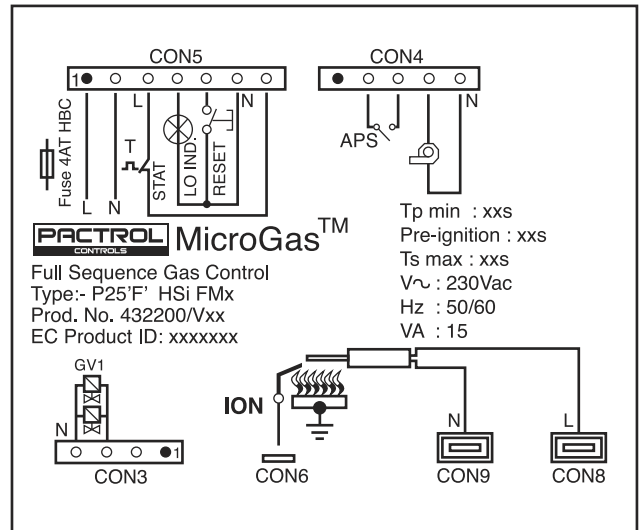 CON5
CON4
1
L
N
N
Fuse 4AT HBC
L
N
T
STAT
LO IND.
RESET
APS
PACTROL
CONTROLS
MicroGas™
Full Sequence Gas Control
Type:- P25'F' HSi FMx
Prod. No. 432200/Vxx
EC Product ID: xxxxxxx
Tp min : xxs
Pre-ignition : xxs
Ts max : xxs
V∿ : 230Vac
Hz : 50/60
VA : 15
GV1
N
1
CON3
ION
CON6
N
CON9
L
CON8